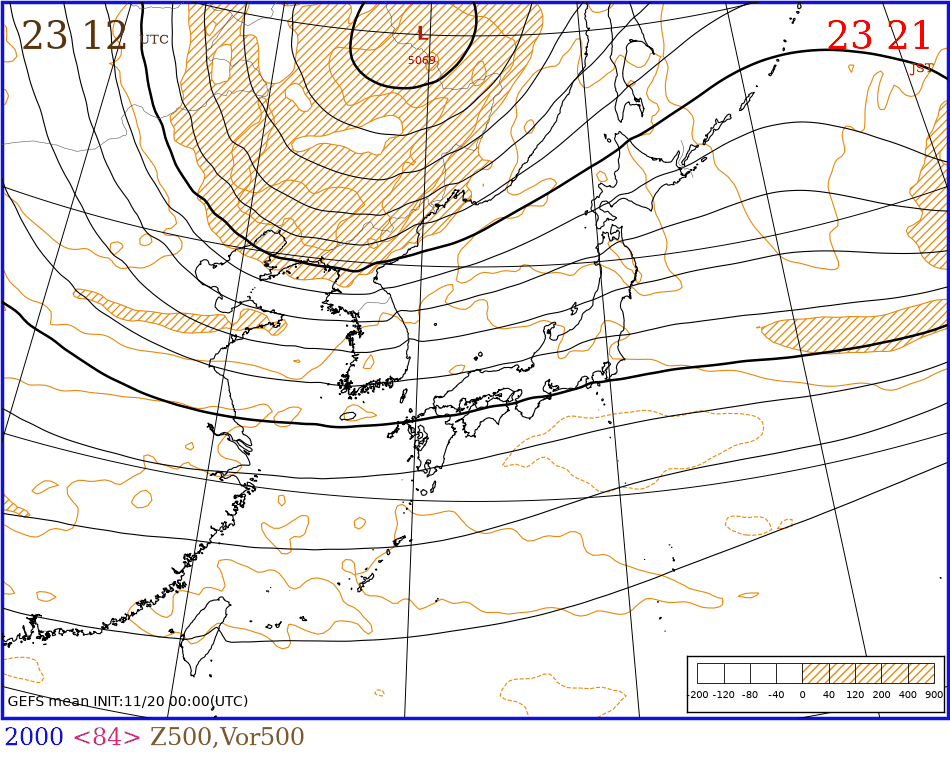 23 12 UTC
23 21
JST
L
5069
-200 -120 -80 -40 0 40 120 200 400 900
GEFS mean INIT:11/20 00:00(UTC)
2000 <84> Z500,Vor500